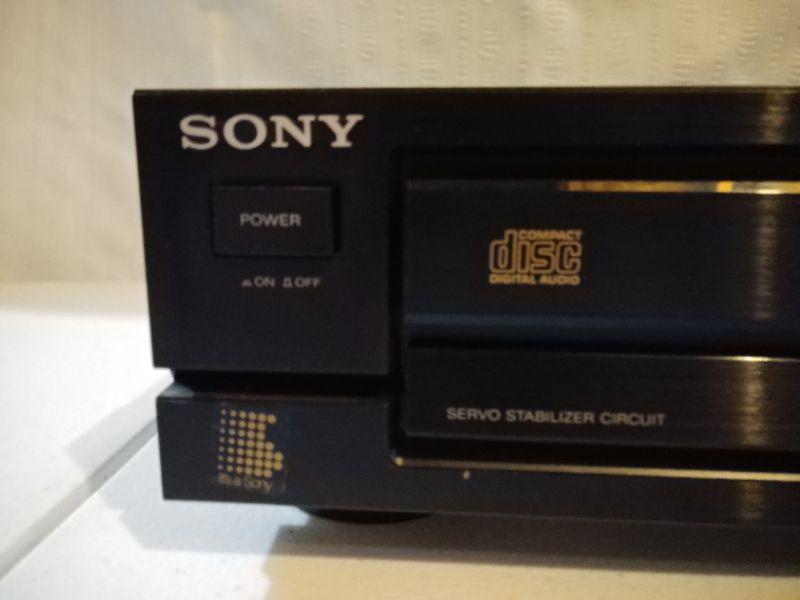 SONY
POWER
ON OFF
COMPACT
disc
DIGITAL AUDIO
SERVO STABILIZER CIRCUIT
It's a Sony